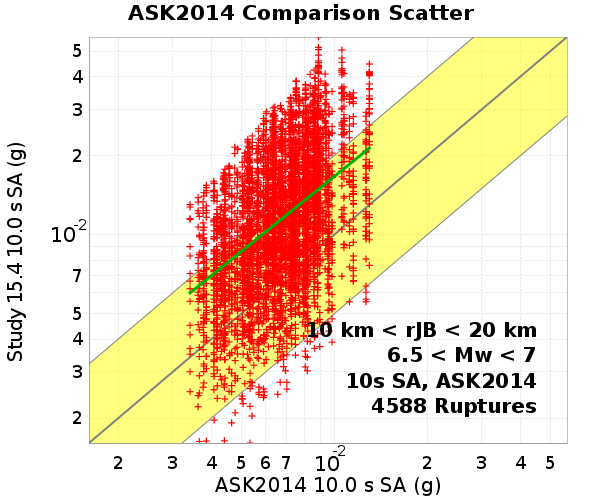 ASK2014 Comparison Scatter
Study 15.4 10.0 s SA (g)
5
4
3
2
10-2
7
5
4
3
2
10 km < rJB < 20 km
6.5 < Mw < 7
10s SA, ASK2014
4588 Ruptures
2 3 4 5 6 7 10-2 2 3 4 5
ASK2014 10.0 s SA (g)